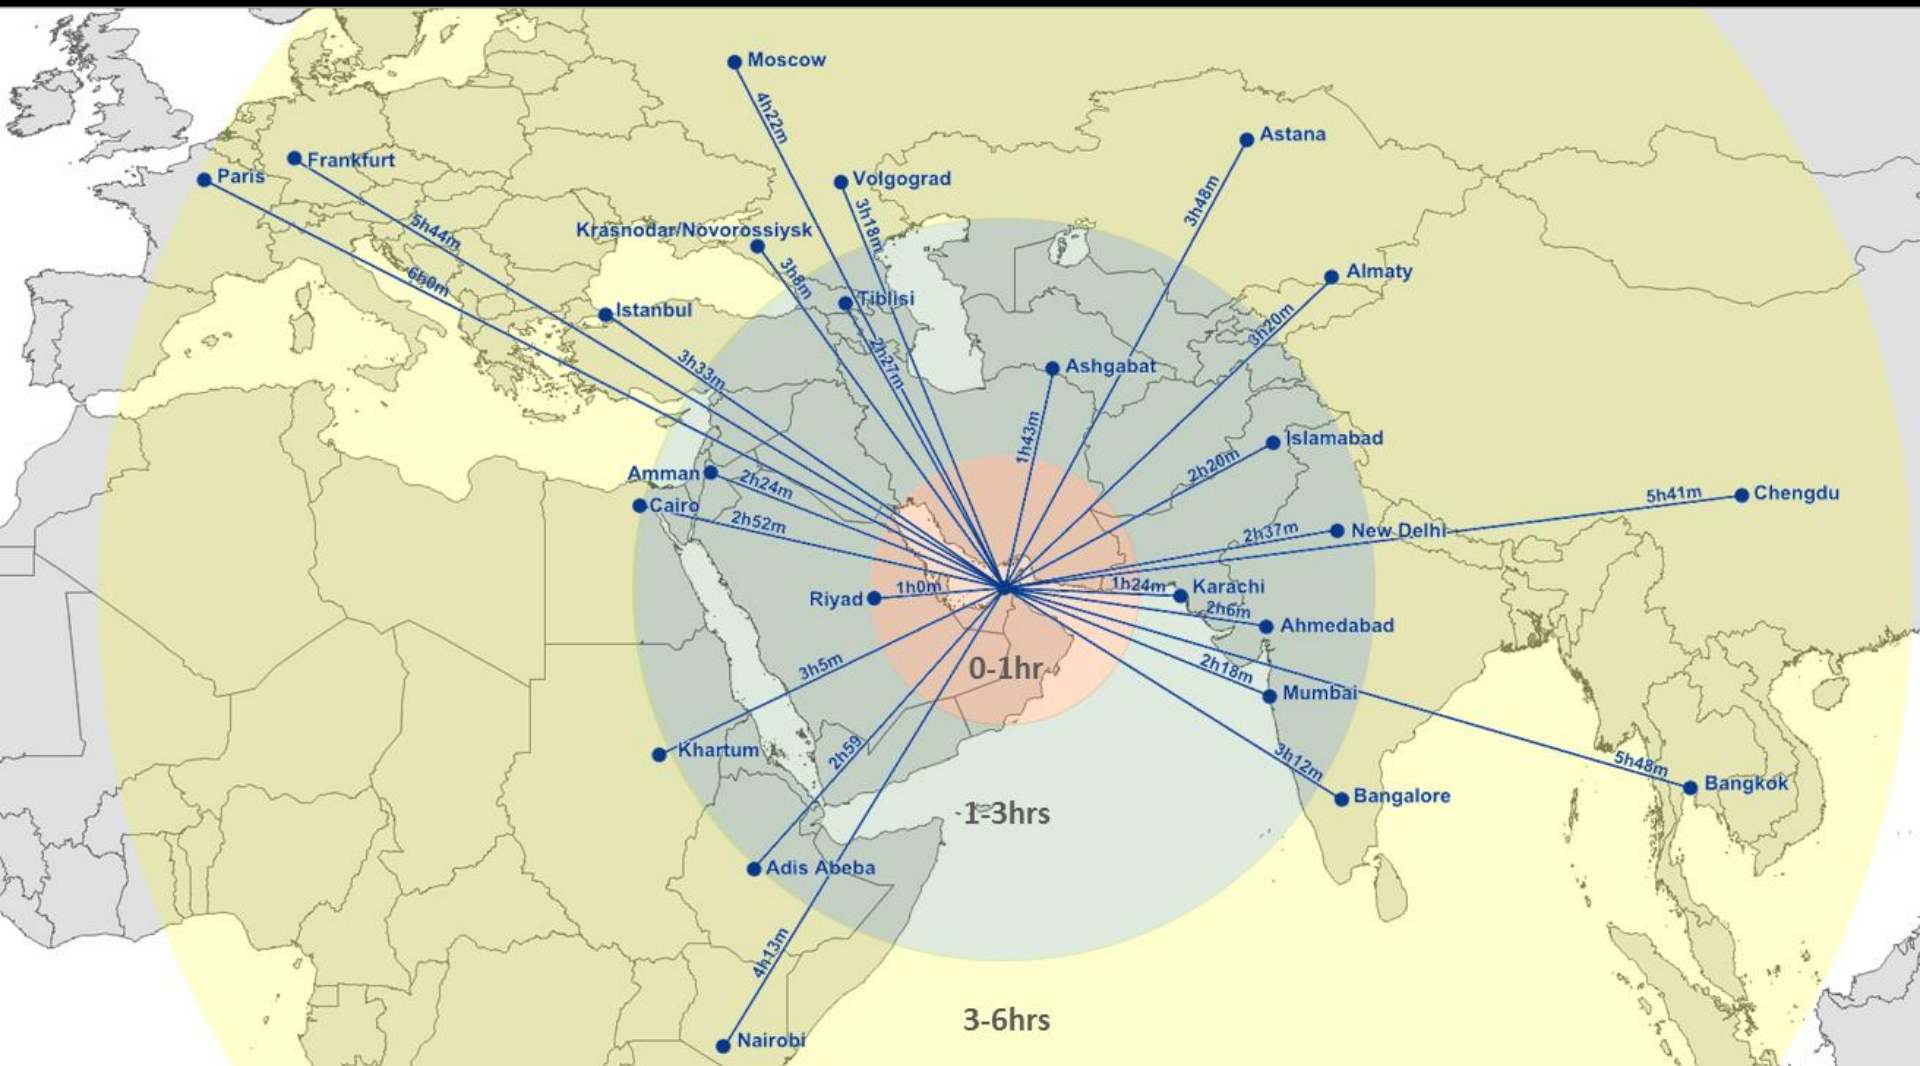 Moscow
4h22m
Astana
3h48m
Frankfurt
Paris
Volgograd
3h18m
5h44m
6h0m
Krasnodar/Novorossiysk
3h8m
Almaty
3h20m
Tiblisi
2h27m
Istanbul
3h33m
Ashgabat
1h43m
Islamabad
2h20m
Amman
2h24m
Cairo
2h52m
5h41m
Chengdu
2h37m
New Delhi
Riyad
1h0m
1h24m
Karachi
2h6m
Ahmedabad
0-1hr
3h5m
2h18m
Mumbai
Khartum
2h59
3h12m
Bangalore
5h48m
Bangkok
1-3hrs
Adis Abeba
4h13m
3-6hrs
Nairobi